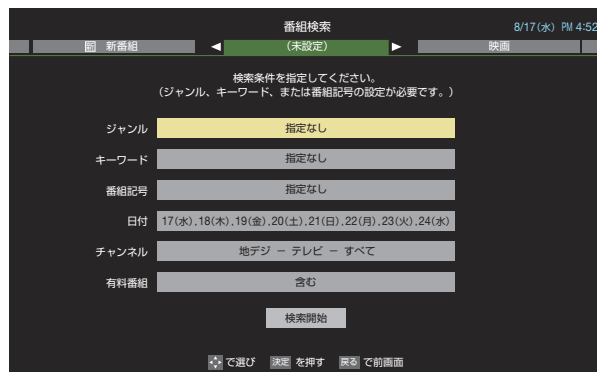 番組検索 8/17(水) PM 4:52
新番組 ◀ (未設定) ▶ 映画
検索条件を指定してください。
(ジャンル、キーワード、または番組記号の設定が必要です。)
ジャンル 指定なし
キーワード 指定なし
番組記号 指定なし
日付 17(水),18(木),19(金),20(土),21(日),22(月),23(火),24(水)
チャンネル 地デジ － テレビ － すべて
有料番組 含む
検索開始
で選び 決定 を押す 戻る で前画面